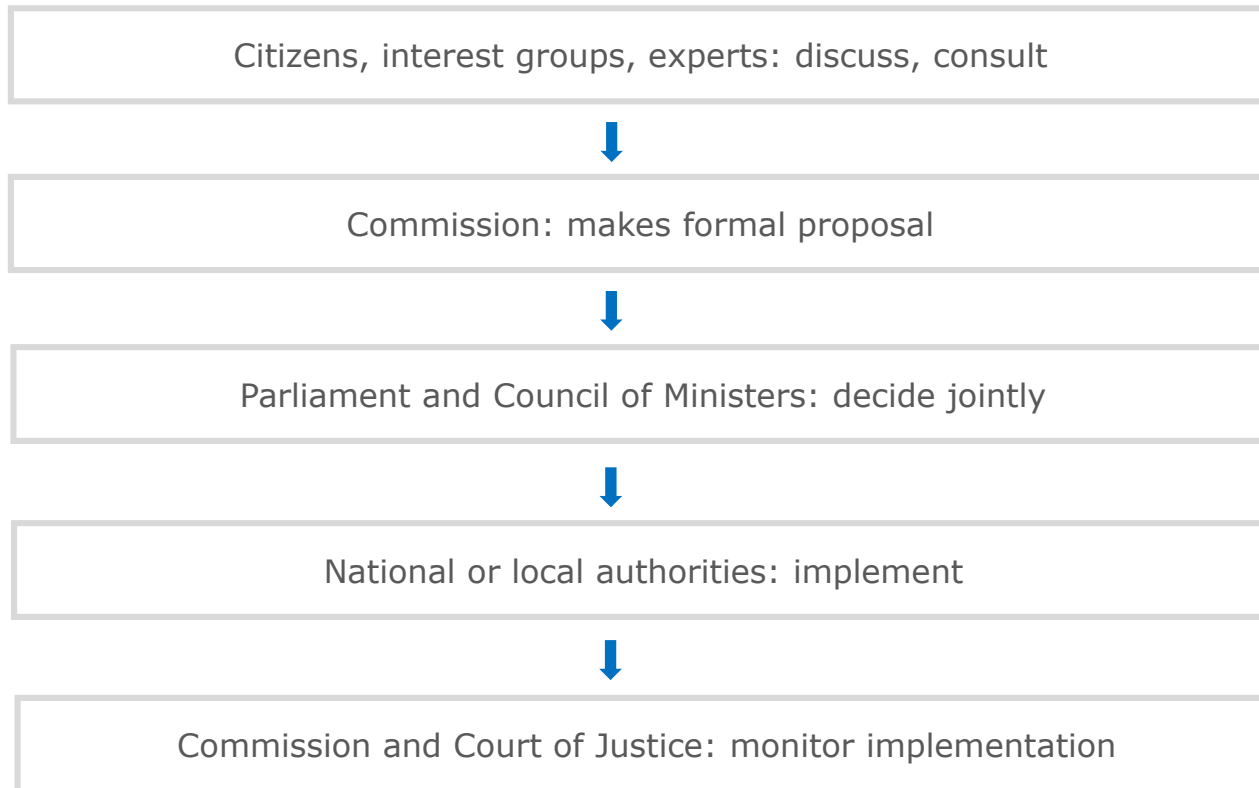 Citizens, interest groups, experts: discuss, consult
Commission: makes formal proposal
Parliament and Council of Ministers: decide jointly
National or local authorities: implement
Commission and Court of Justice: monitor implementation